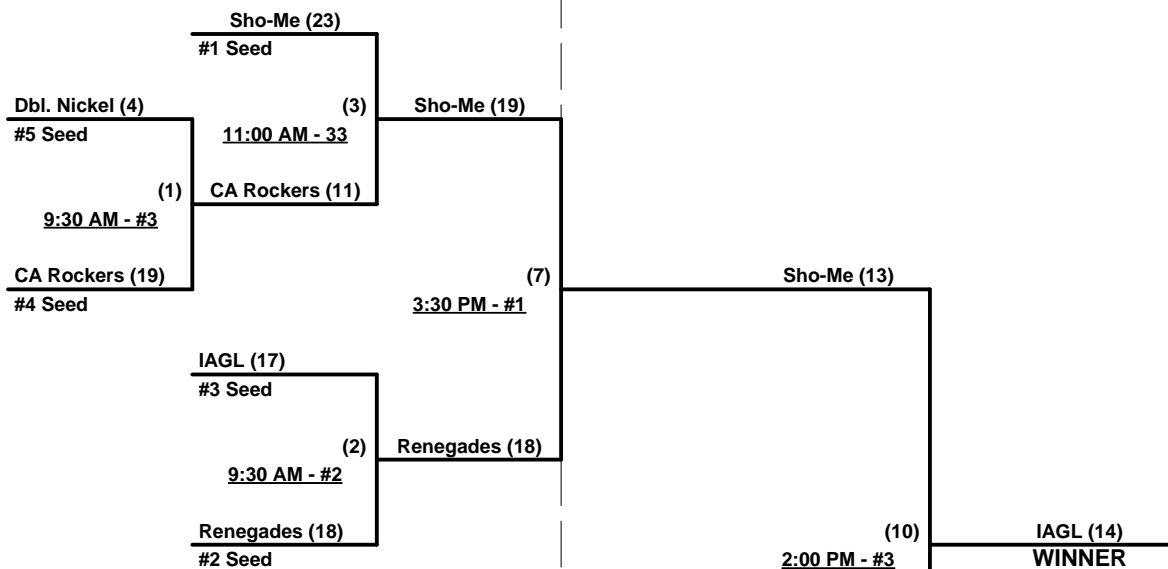 Sho-Me (23)
#1 Seed
Dbl. Nickel (4)
(3)
Sho-Me (19)
#5 Seed
11:00 AM - 33
(1)
CA Rockers (11)
9:30 AM - #3
CA Rockers (19)
(7)
Sho-Me (13)
#4 Seed
3:30 PM - #1
IAGL (17)
#3 Seed
(2)
Renegades (18)
9:30 AM - #2
Renegades (18)
(10)
IAGL (14)
#2 Seed
2:00 PM - #3
WINNER